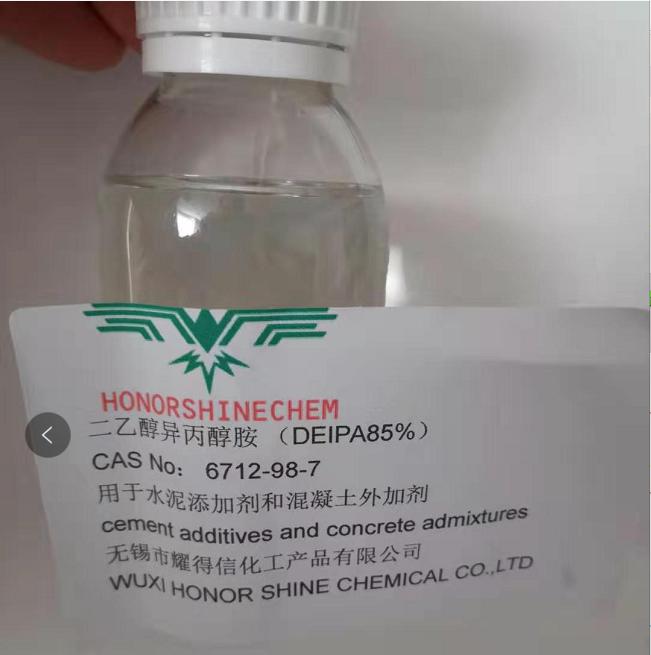 HONORSHINECHEM
二乙醇异丙醇胺 （DEIPA85%）
CAS No： 6712-98-7
用于水泥添加剂和混凝土外加剂
cement additives and concrete admixtures
无锡市耀得信化工产品有限公司
WUXI HONOR SHINE CHEMICAL CO.,LTD